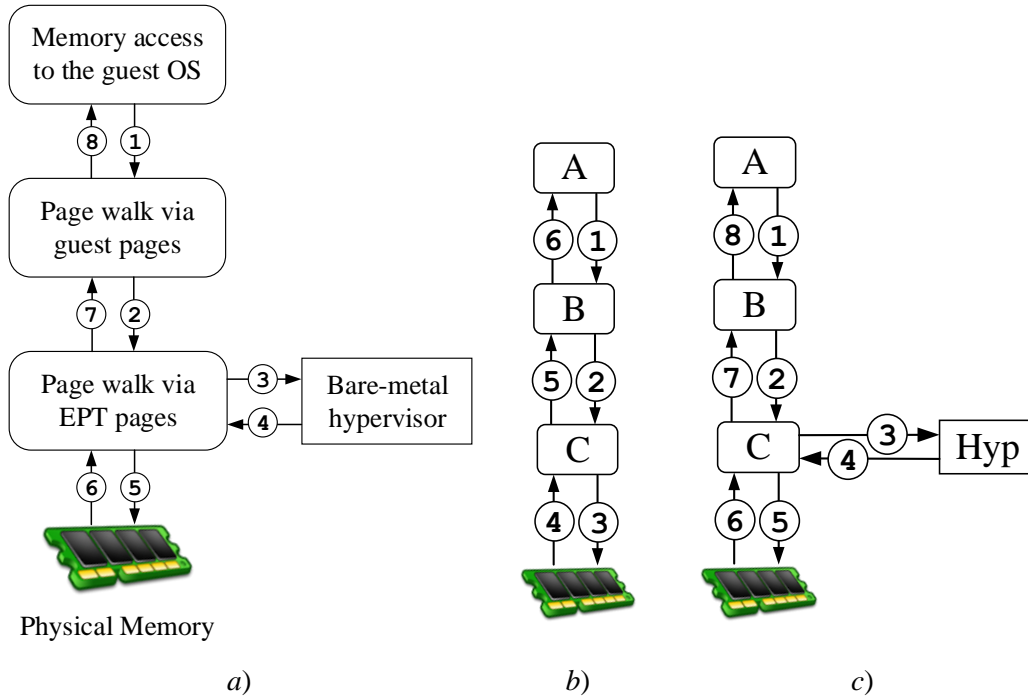 Memory access
to the guest OS
8
1
Page walk via
guest pages
7
2
Page walk via
EPT pages
3
4
Bare-metal
hypervisor
6
5
Physical Memory
a)
A
6
1
B
5
2
C
4
3
b)
A
8
1
B
7
2
C
3
4
Hyp
6
5
c)